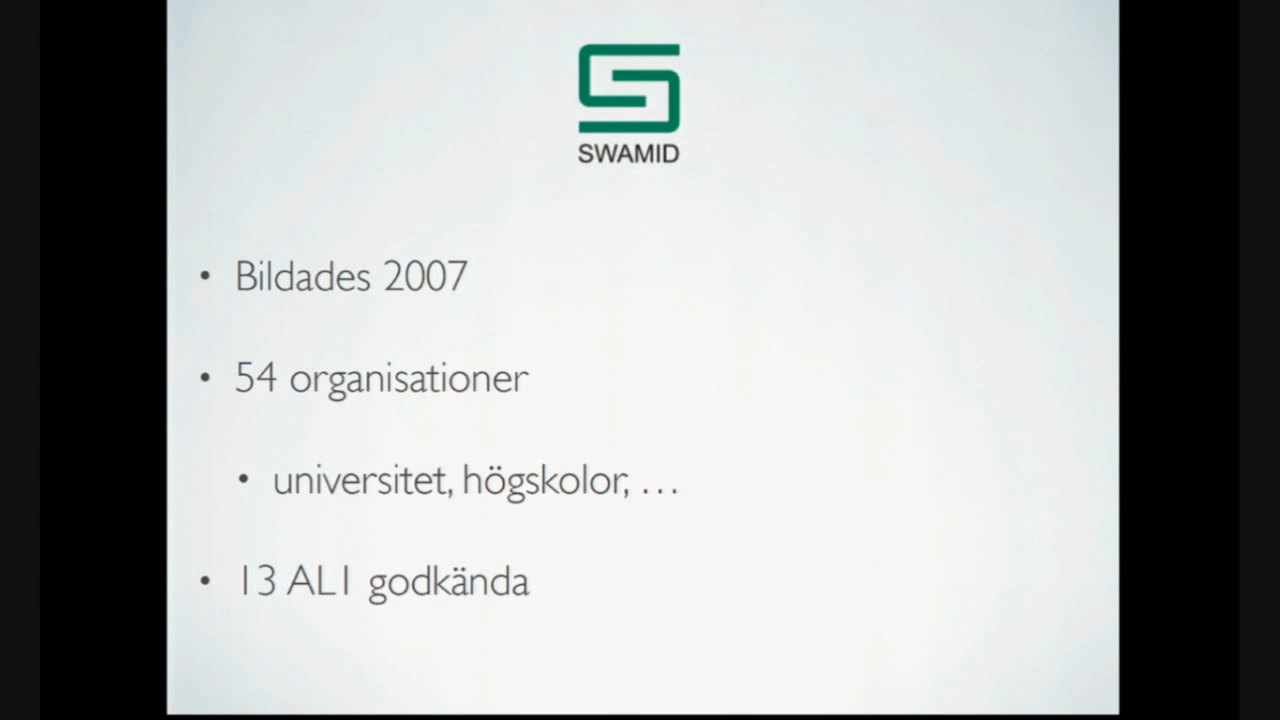 SWAMID
• Bildades 2007
• 54 organisationer
• universitet, högskolor, …
• 13 AL1 godkända